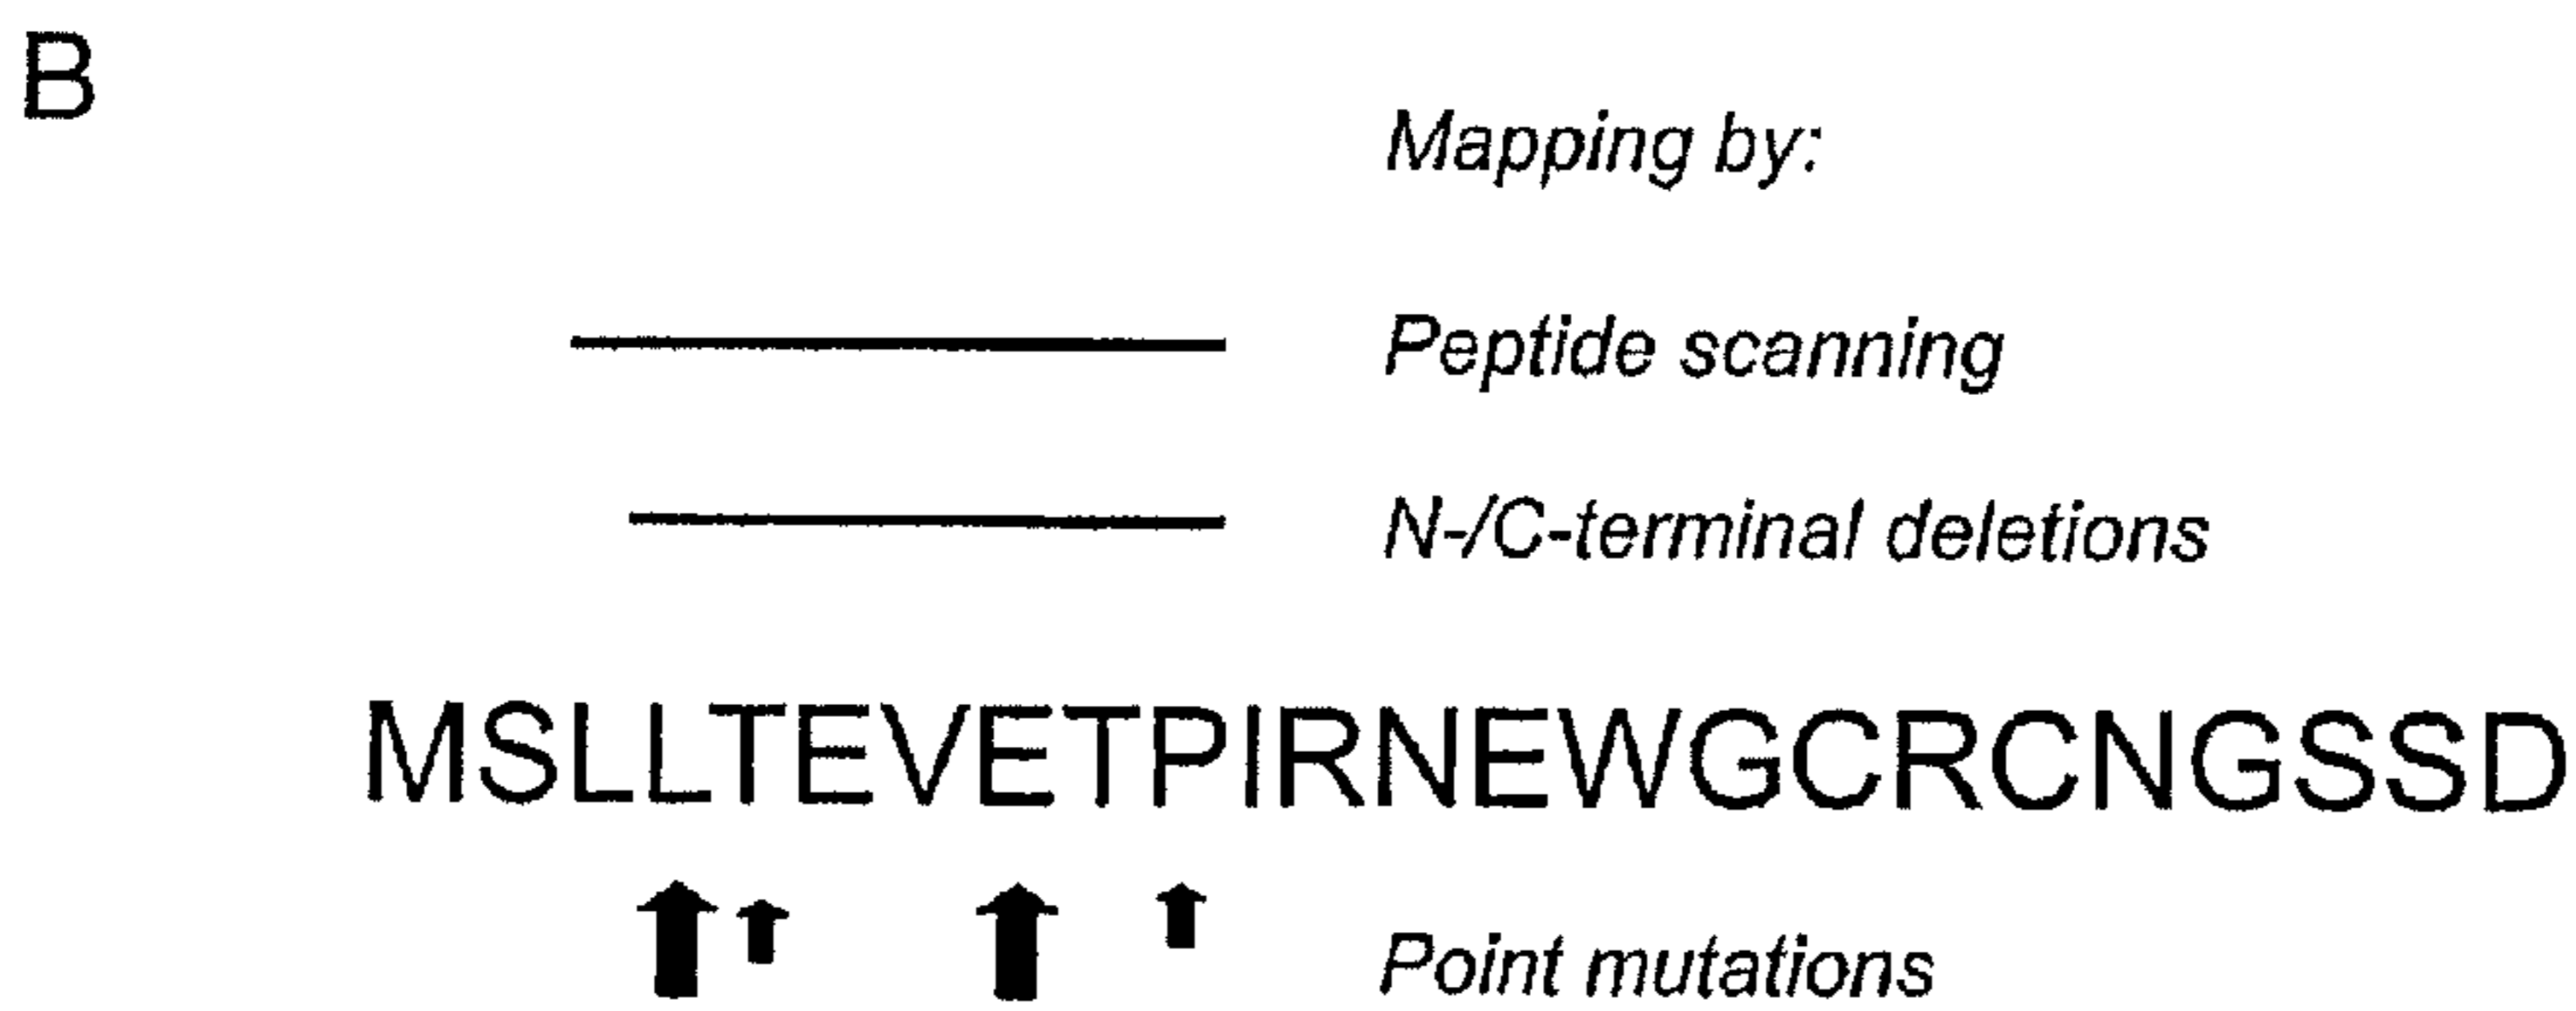 B
Mapping by:
Peptide scanning
N-/C-terminal deletions
MSLLTEVETPIRNEWGCRCNGSSD
Point mutations